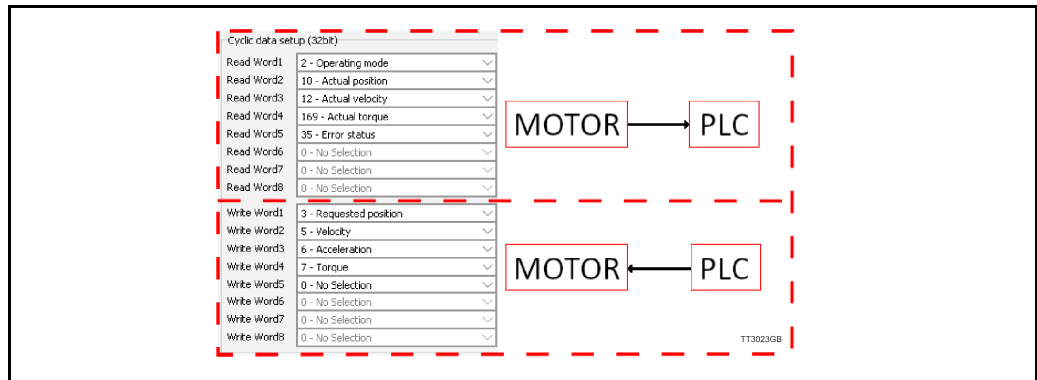 Cyclic data setup (32bit)
Read Word1 2 - Operating mode
Read Word2 10 - Actual position
Read Word3 12 - Actual velocity
Read Word4 169 - Actual torque
Read Word5 35 - Error status
Read Word6 0 - No Selection
Read Word7 0 - No Selection
Read Word8 0 - No Selection
MOTOR PLC
Write Word1 3 - Requested position
Write Word2 5 - Velocity
Write Word3 6 - Acceleration
Write Word4 7 - Torque
Write Word5 0 - No Selection
Write Word6 0 - No Selection
Write Word7 0 - No Selection
Write Word8 0 - No Selection
MOTOR PLC
TT3023GB